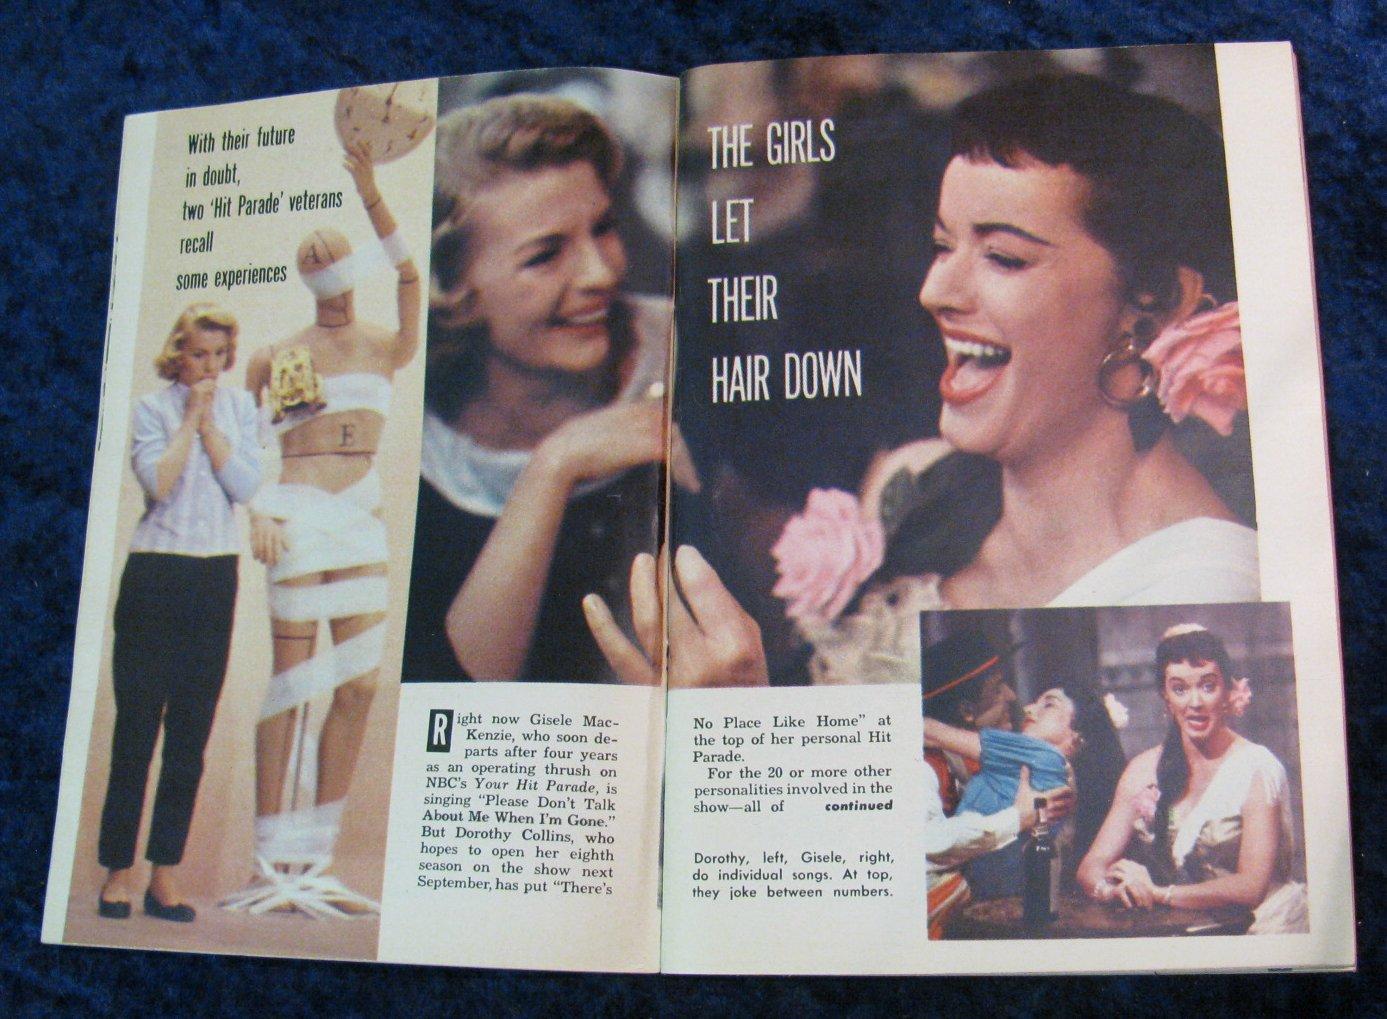 With their future
in doubt,
two 'Hit Parade' veterans
recall
some experiences
A
E
THE GIRLS
LET
THEIR
HAIR DOWN
Right now Gisele Mac-
Kenzie, who soon de-
parts after four years
as an operating thrush on
NBC's Your Hit Parade, is
singing "Please Don't Talk
About Me When I'm Gone."
But Dorothy Collins, who
hopes to open her eighth
season on the show next
September, has put "There's
No Place Like Home" at
the top of her personal Hit
Parade.
For the 20 or more other
personalities involved in the
show—all of continued
Dorothy, left, Gisele, right,
do individual songs. At top,
they joke between numbers.